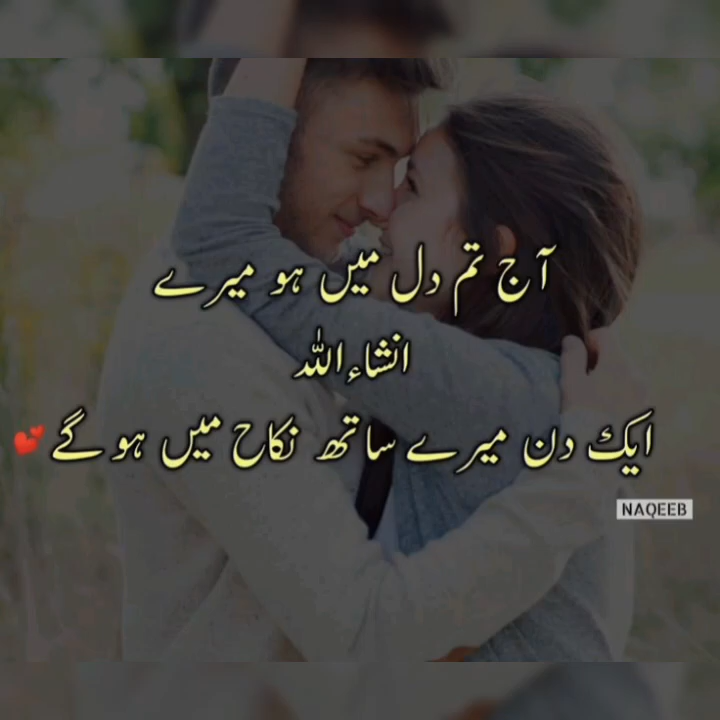 آج تم دل میں ہو میرے
انشاءاللہ
ایک دن میرے ساتھ نکاح میں ہو گے 💕
NAQEEB